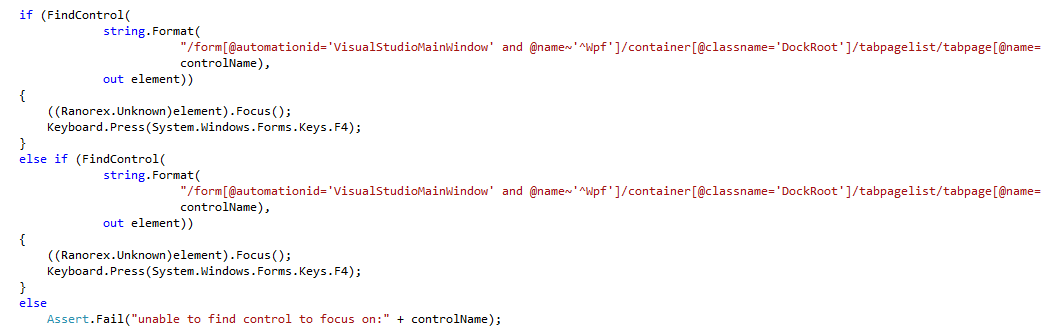 if (FindControl(
string.Format(
"/form[@automationid='VisualStudioMainWindow' and @name~'^Wpf']/container[@classname='DockRoot']/tabpagelist/tabpage[@name=
controlName),
out element))
{
((Ranorex.Unknown)element).Focus();
Keyboard.Press(System.Windows.Forms.Keys.F4);
}
else if (FindControl(
string.Format(
"/form[@automationid='VisualStudioMainWindow' and @name~'^Wpf']/container[@classname='DockRoot']/tabpagelist/tabpage[@name=
controlName),
out element))
{
((Ranorex.Unknown)element).Focus();
Keyboard.Press(System.Windows.Forms.Keys.F4);
}
else
Assert.Fail("unable to find control to focus on:" + controlName);